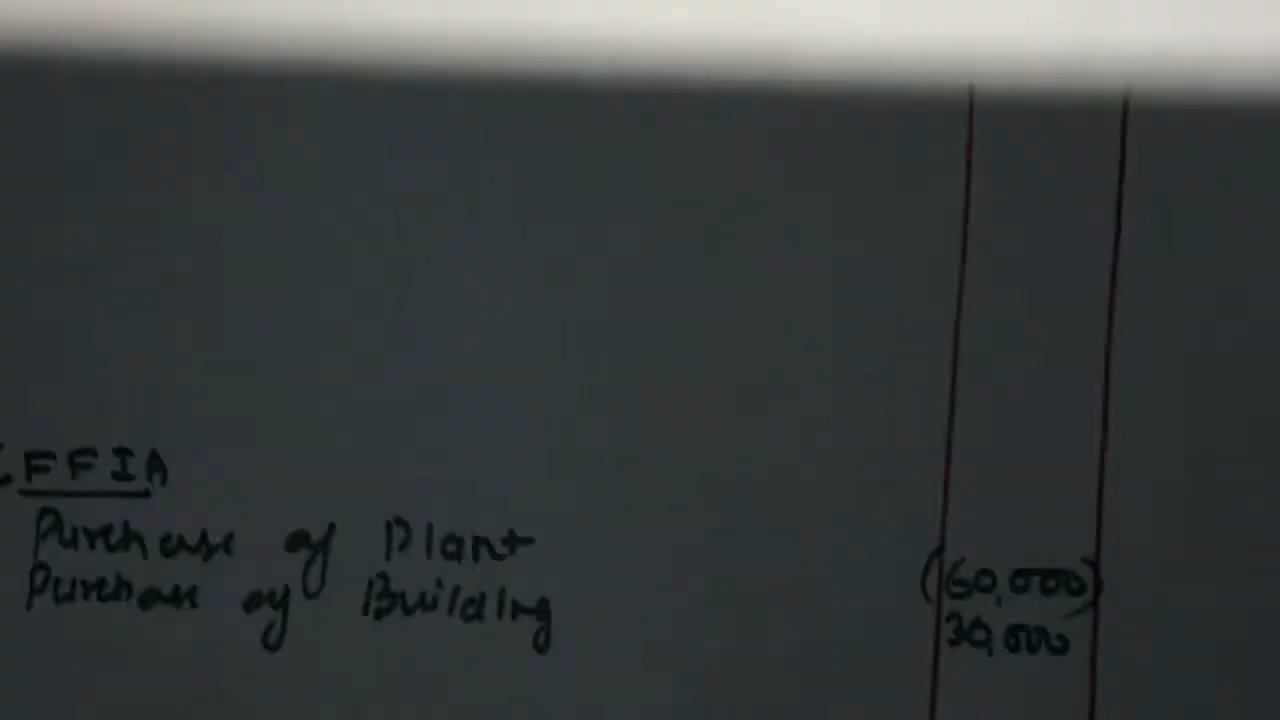 CFFIA
Purchase of Plant (60,000)
Purchase of Building 30,000